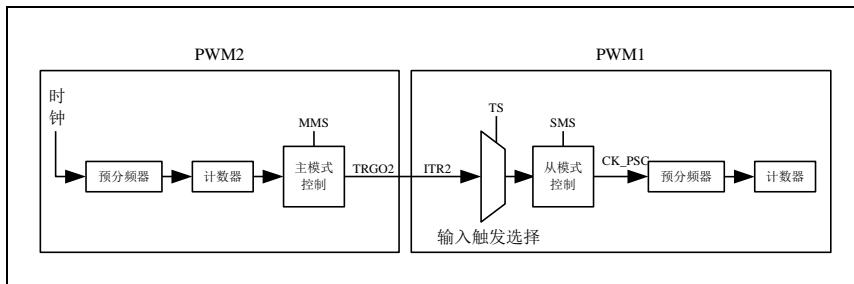 PWM2
PWM1
时
钟
MMS
TS
SMS
预分频器
计数器
主模式
控制
TRGO2
ITR2
从模式
控制
CK_PSC
预分频器
计数器
输入触发选择